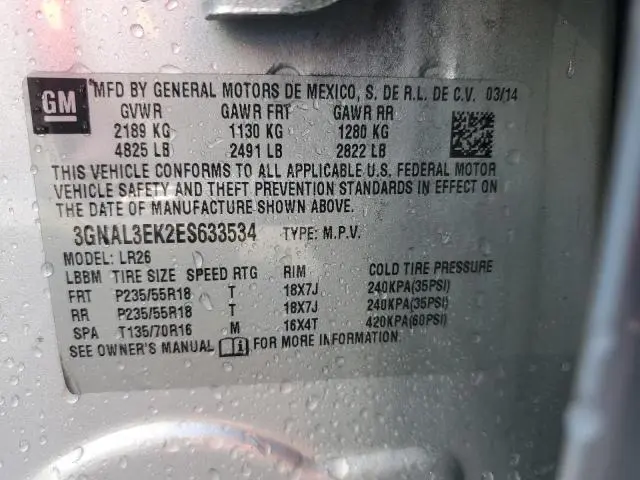 GM MFD BY GENERAL MOTORS DE MEXICO, S. DE R.L. DE C.V. 03/14
GVWR GAWR FRT GAWR RR
2189 KG 1130 KG 1280 KG
4825 LB 2491 LB 2822 LB
THIS VEHICLE CONFORMS TO ALL APPLICABLE U.S. FEDERAL MOTOR
VEHICLE SAFETY AND THEFT PREVENTION STANDARDS IN EFFECT ON
THE DATE OF MANUFACTURE SHOWN ABOVE.
3GNAL3EK2ES633534 TYPE: M.P.V.
MODEL: LR26
LBBM TIRE SIZE SPEED RTG RIM COLD TIRE PRESSURE
FRT P235/55R18 T 18X7J 240KPA(35PSI)
RR P235/55R18 T 18X7J 240KPA(35PSI)
SPA T135/70R16 M 16X4T 420KPA(60PSI)
SEE OWNER'S MANUAL FOR MORE INFORMATION.